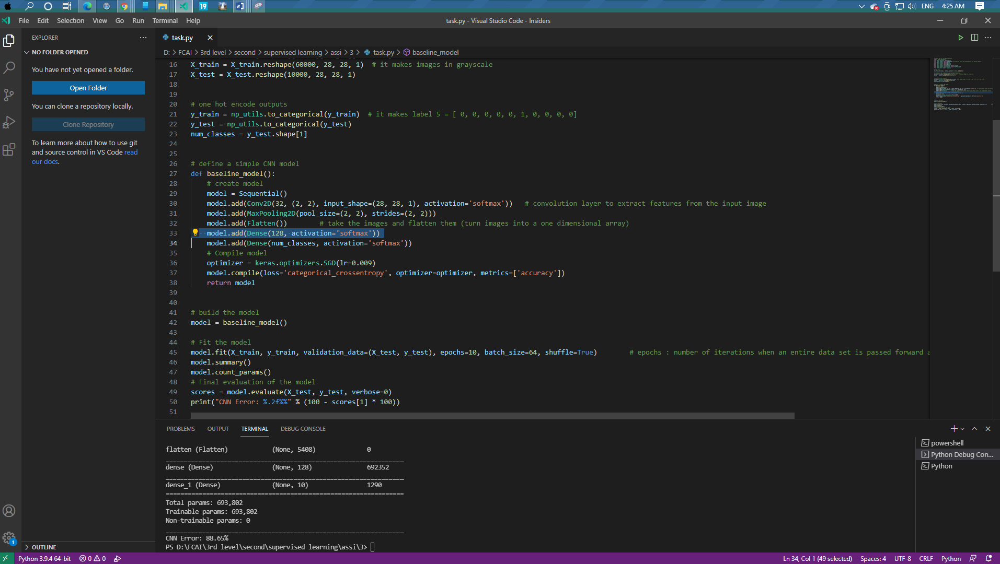 19
W
ENG
4:25 AM
File Edit Selection View Go Run Terminal Help
task.py - Visual Studio Code - Insiders
EXPLORER
NO FOLDER OPENED
You have not yet opened a folder.
Open Folder
You can clone a repository locally.
Clone Repository
To learn more about how to use git
and source control in VS Code read
our docs.
OUTLINE
task.py
D: > FCAI > 3rd level > second > supervised learning > assi > 3 > task.py > baseline_model
16 X_train = X_train.reshape(60000, 28, 28, 1)  # it makes images in grayscale
17 X_test = X_test.reshape(10000, 28, 28, 1)
18
19
20 # one hot encode outputs
21 y_train = np_utils.to_categorical(y_train)  # it makes label 5 = [ 0, 0, 0, 0, 0, 1, 0, 0, 0, 0]
22 y_test = np_utils.to_categorical(y_test)
23 num_classes = y_test.shape[1]
24
25
26 # define a simple CNN model
27 def baseline_model():
28     # create model
29     model = Sequential()
30     model.add(Conv2D(32, (2, 2), input_shape=(28, 28, 1), activation='softmax'))   # convolution layer to extract features from the input image
31     model.add(MaxPooling2D(pool_size=(2, 2), strides=(2, 2)))
32     model.add(Flatten())        # take the images and flatten them (turn images into a one dimensional array)
33     model.add(Dense(128, activation='softmax'))
34     model.add(Dense(num_classes, activation='softmax'))
35     # Compile model
36     optimizer = keras.optimizers.SGD(lr=0.009)
37     model.compile(loss='categorical_crossentropy', optimizer=optimizer, metrics=['accuracy'])
38     return model
39
40
41 # build the model
42 model = baseline_model()
43
44 # Fit the model
45 model.fit(X_train, y_train, validation_data=(X_test, y_test), epochs=10, batch_size=64, shuffle=True)        # epochs : number of iterations when an entire data set is passed forward a
46 model.summary()
47 model.count_params()
48 # Final evaluation of the model
49 scores = model.evaluate(X_test, y_test, verbose=0)
50 print("CNN Error: %.2f%%" % (100 - scores[1] * 100))
51
PROBLEMS OUTPUT TERMINAL DEBUG CONSOLE
flatten (Flatten)            (None, 5408)              0
_________________________________________________________________
dense (Dense)                (None, 128)               692352
_________________________________________________________________
dense_1 (Dense)              (None, 10)                1290
=================================================================
Total params: 693,802
Trainable params: 693,802
Non-trainable params: 0
_________________________________________________________________
CNN Error: 88.65%
PS D:\FCAI\3rd level\second\supervised learning\assi\3>
powershell
Python Debug Con...
Python
1
Python 3.9.4 64-bit 0 0
Ln 34, Col 1 (49 selected) Spaces: 4 UTF-8 CRLF Python